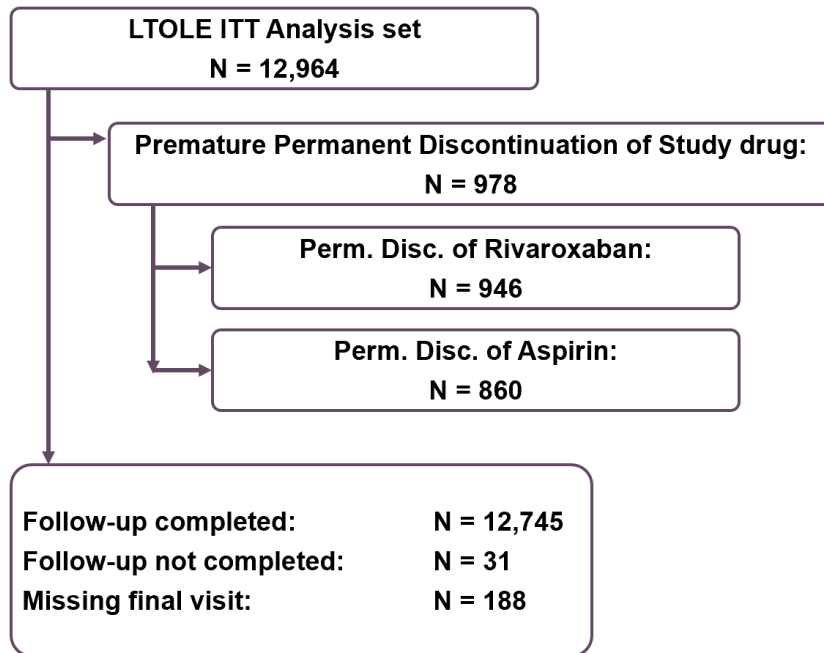 LTOLE ITT Analysis set
N = 12,964
Premature Permanent Discontinuation of Study drug:
N = 978
Perm. Disc. of Rivaroxaban:
N = 946
Perm. Disc. of Aspirin:
N = 860
Follow-up completed: N = 12,745
Follow-up not completed: N = 31
Missing final visit: N = 188